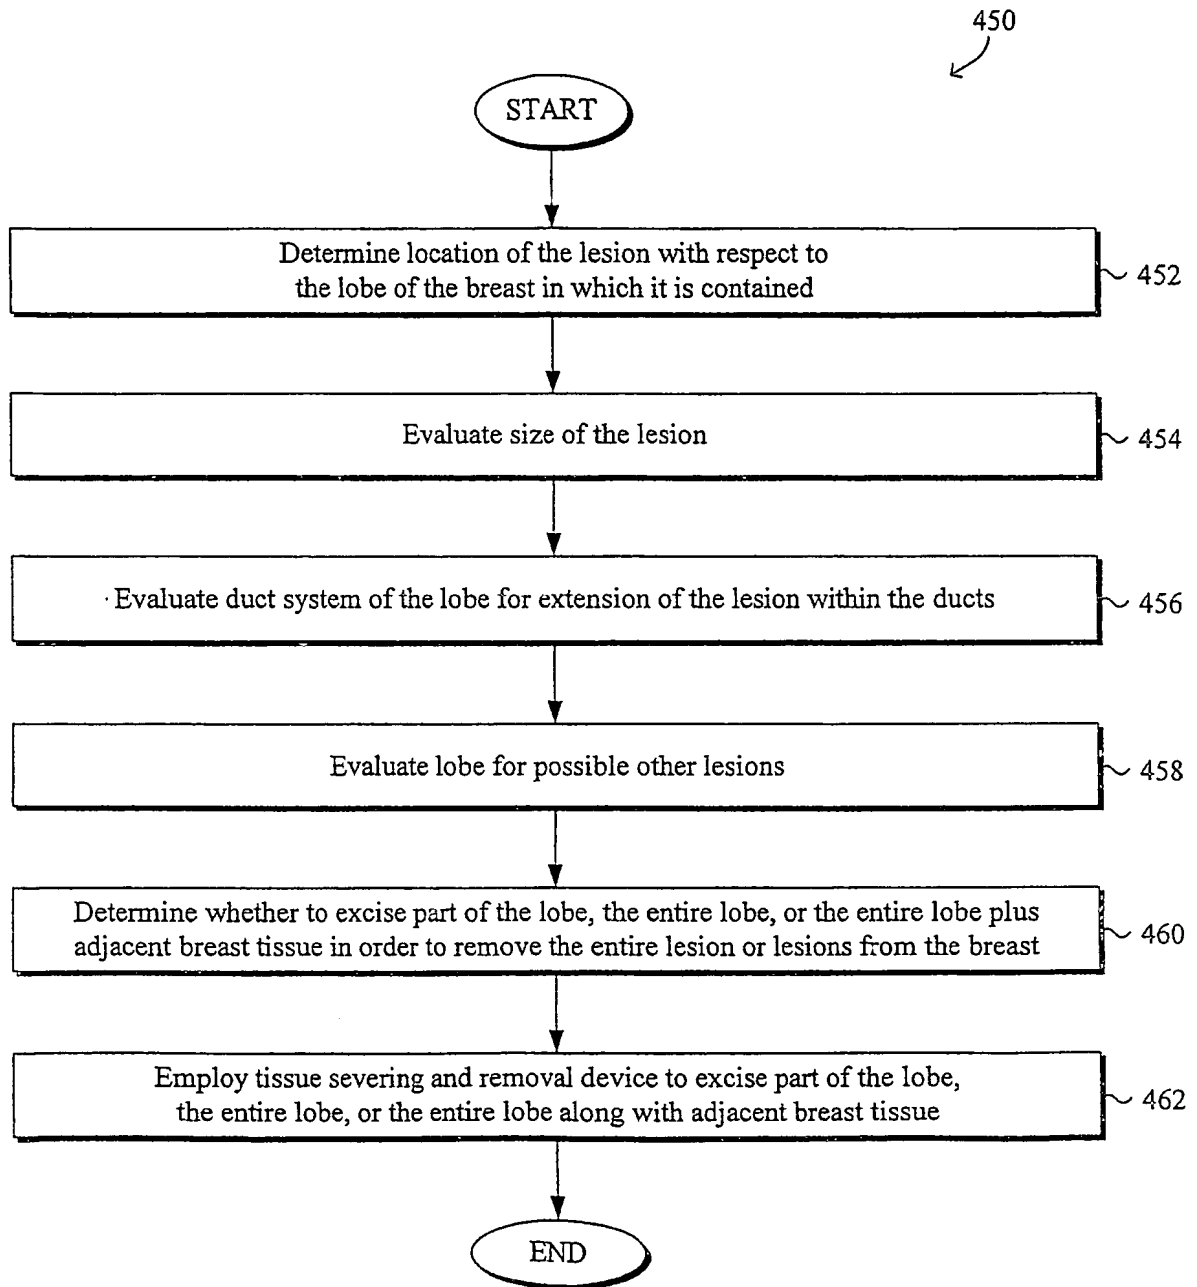 450
START
Determine location of the lesion with respect to
the lobe of the breast in which it is contained
452
Evaluate size of the lesion
454
Evaluate duct system of the lobe for extension of the lesion within the ducts
456
Evaluate lobe for possible other lesions
458
Determine whether to excise part of the lobe, the entire lobe, or the entire lobe plus
adjacent breast tissue in order to remove the entire lesion or lesions from the breast
460
Employ tissue severing and removal device to excise part of the lobe,
the entire lobe, or the entire lobe along with adjacent breast tissue
462
END